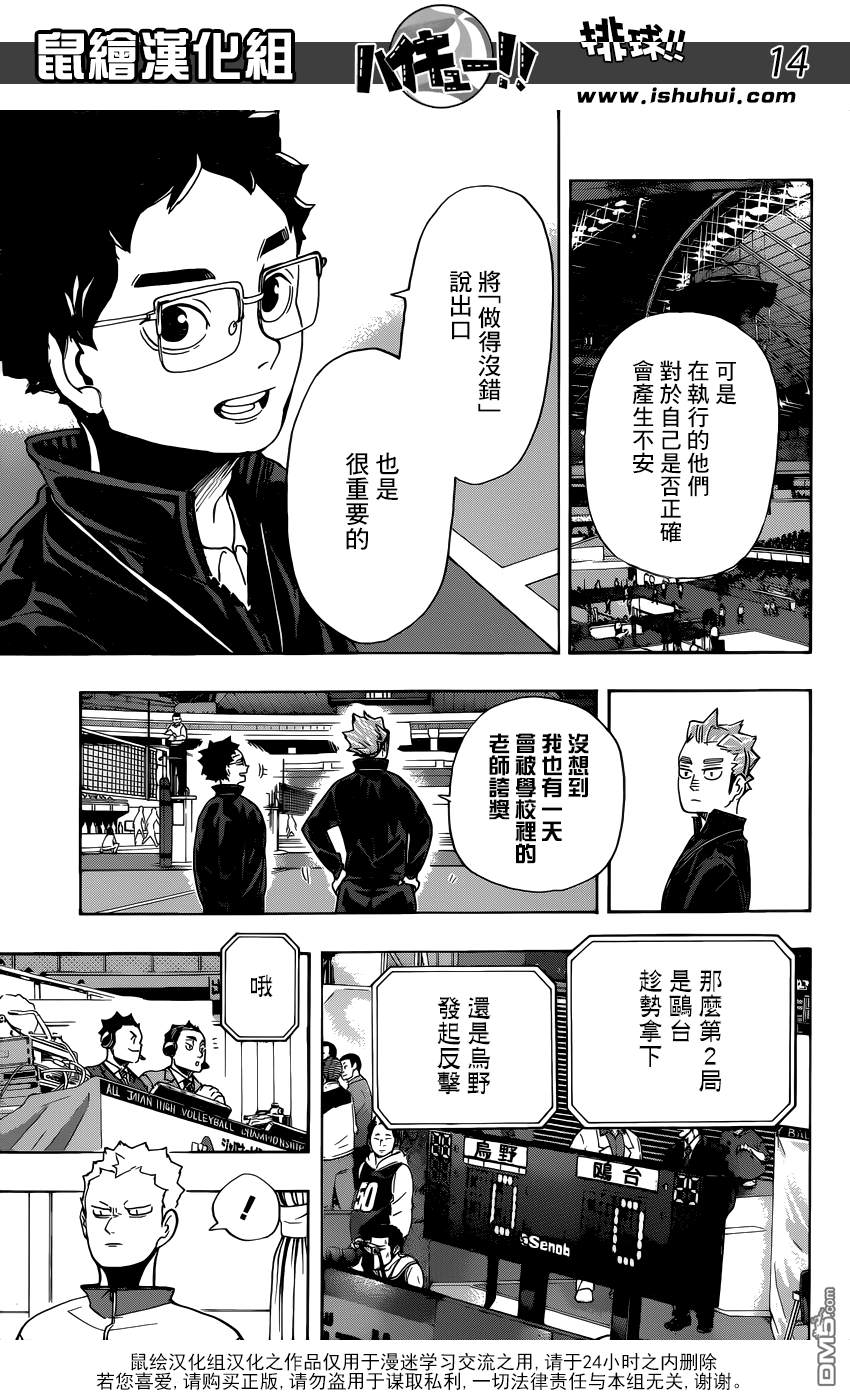 鼠繪漢化組
ハイキュー!!
排球!!
14
www.ishuhui.com
可是
在執行的他們
對於自己是否正確
會產生不安
將「做得沒錯」
說出口
也是
很重要的
沒想到
我也有一天
會被學校裡的
老師誇獎
那麼第2局
是鷗台
趁勢拿下
還是烏野
發起反擊
哦
ALL JAPAN HIGH VOLLEYBALL CHAMPIONSHIP
50
烏野
鷗台
0
0
Senoh
!
DM5.com
鼠绘汉化组汉化之作品仅用于漫迷学习交流之用, 请于24小时之内删除
若您喜爱, 请购买正版, 请勿用于谋取私利, 一切法律责任与本组无关, 谢谢。